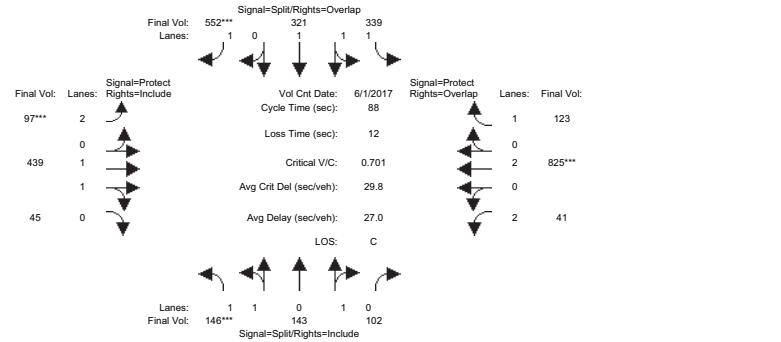 Signal=Split/Rights=Overlap
Final Vol: 552*** 321 339
Lanes: 1 0 1 1 1
Signal=Protect Signal=Protect
Final Vol: Lanes: Rights=Include Vol Cnt Date: 6/1/2017 Rights=Overlap Lanes: Final Vol:
Cycle Time (sec): 88
97*** 2 1 123
Loss Time (sec): 12
0 0
439 1 Critical V/C: 0.701 2 825***
1 Avg Crit Del (sec/veh): 29.8 0
45 0 Avg Delay (sec/veh): 27.0 2 41
LOS: C
Lanes: 1 1 0 1 0
Final Vol: 146*** 143 102
Signal=Split/Rights=Include